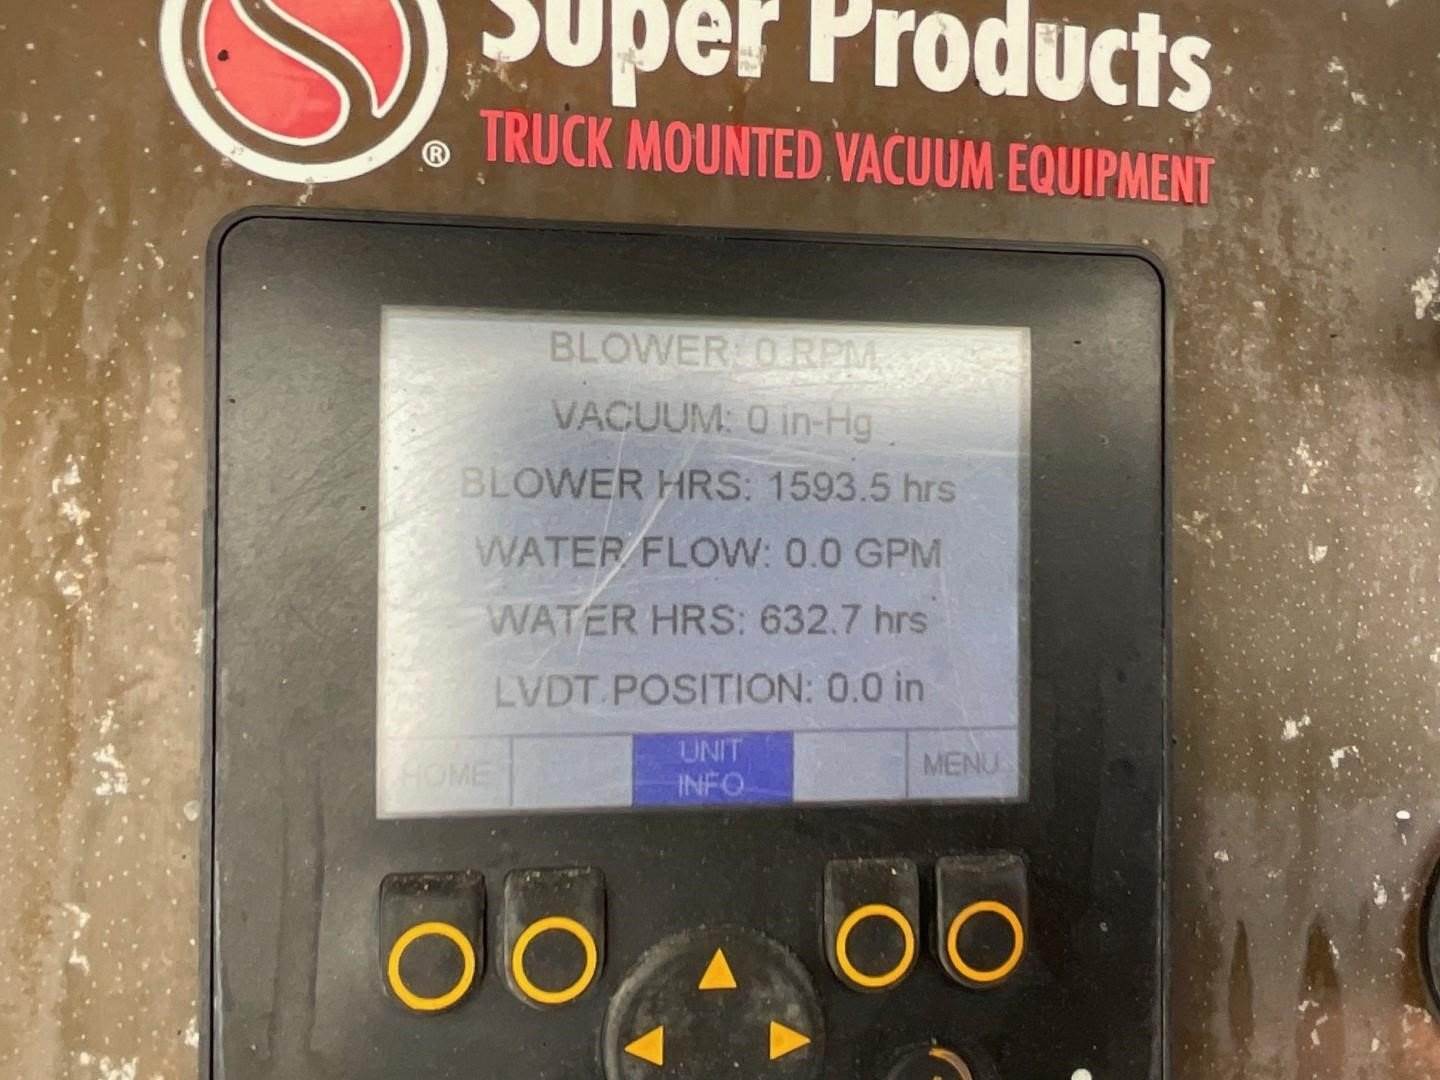 Super Products
®
TRUCK MOUNTED VACUUM EQUIPMENT
BLOWER: 0 RPM
VACUUM: 0 in-Hg
BLOWER HRS: 1593.5 hrs
WATER FLOW: 0.0 GPM
WATER HRS: 632.7 hrs
LVDT POSITION: 0.0 in
HOME UNIT INFO MENU